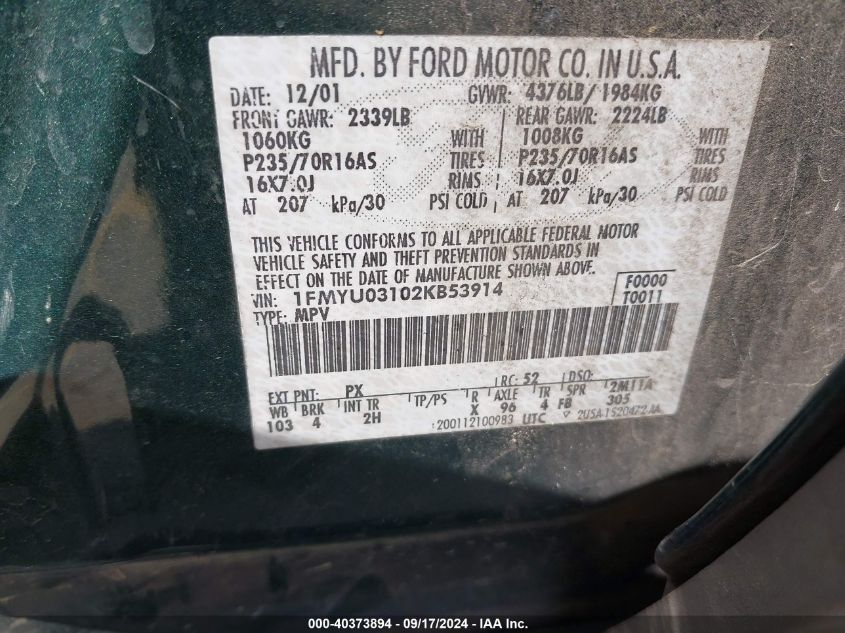 MFD. BY FORD MOTOR CO. IN U.S.A.
DATE: 12/01 GVWR: 4376LB/ 1984KG
FRONT GAWR: 2339LB REAR GAWR: 2224LB
1060KG WITH 1008KG WITH
P235/70R16AS TIRES P235/70R16AS TIRES
16X7.0J RIMS 16X7.0J RIMS
AT 207 kPa/30 PSI COLD AT 207 kPa/30 PSI COLD
THIS VEHICLE CONFORMS TO ALL APPLICABLE FEDERAL MOTOR
VEHICLE SAFETY AND THEFT PREVENTION STANDARDS IN
EFFECT ON THE DATE OF MANUFACTURE SHOWN ABOVE.
VIN: 1FMYU03102KB53914 F0000
TYPE: MPV T0011
EXT PNT: PX RC: 52 DSO:
WB BRK INT TR TP/PS R AXLE TR SPR 2M11A
103 4 2H X 96 4 FB 305
200112100983 UTC
000-40373894 - 09/17/2024 - IAA Inc.